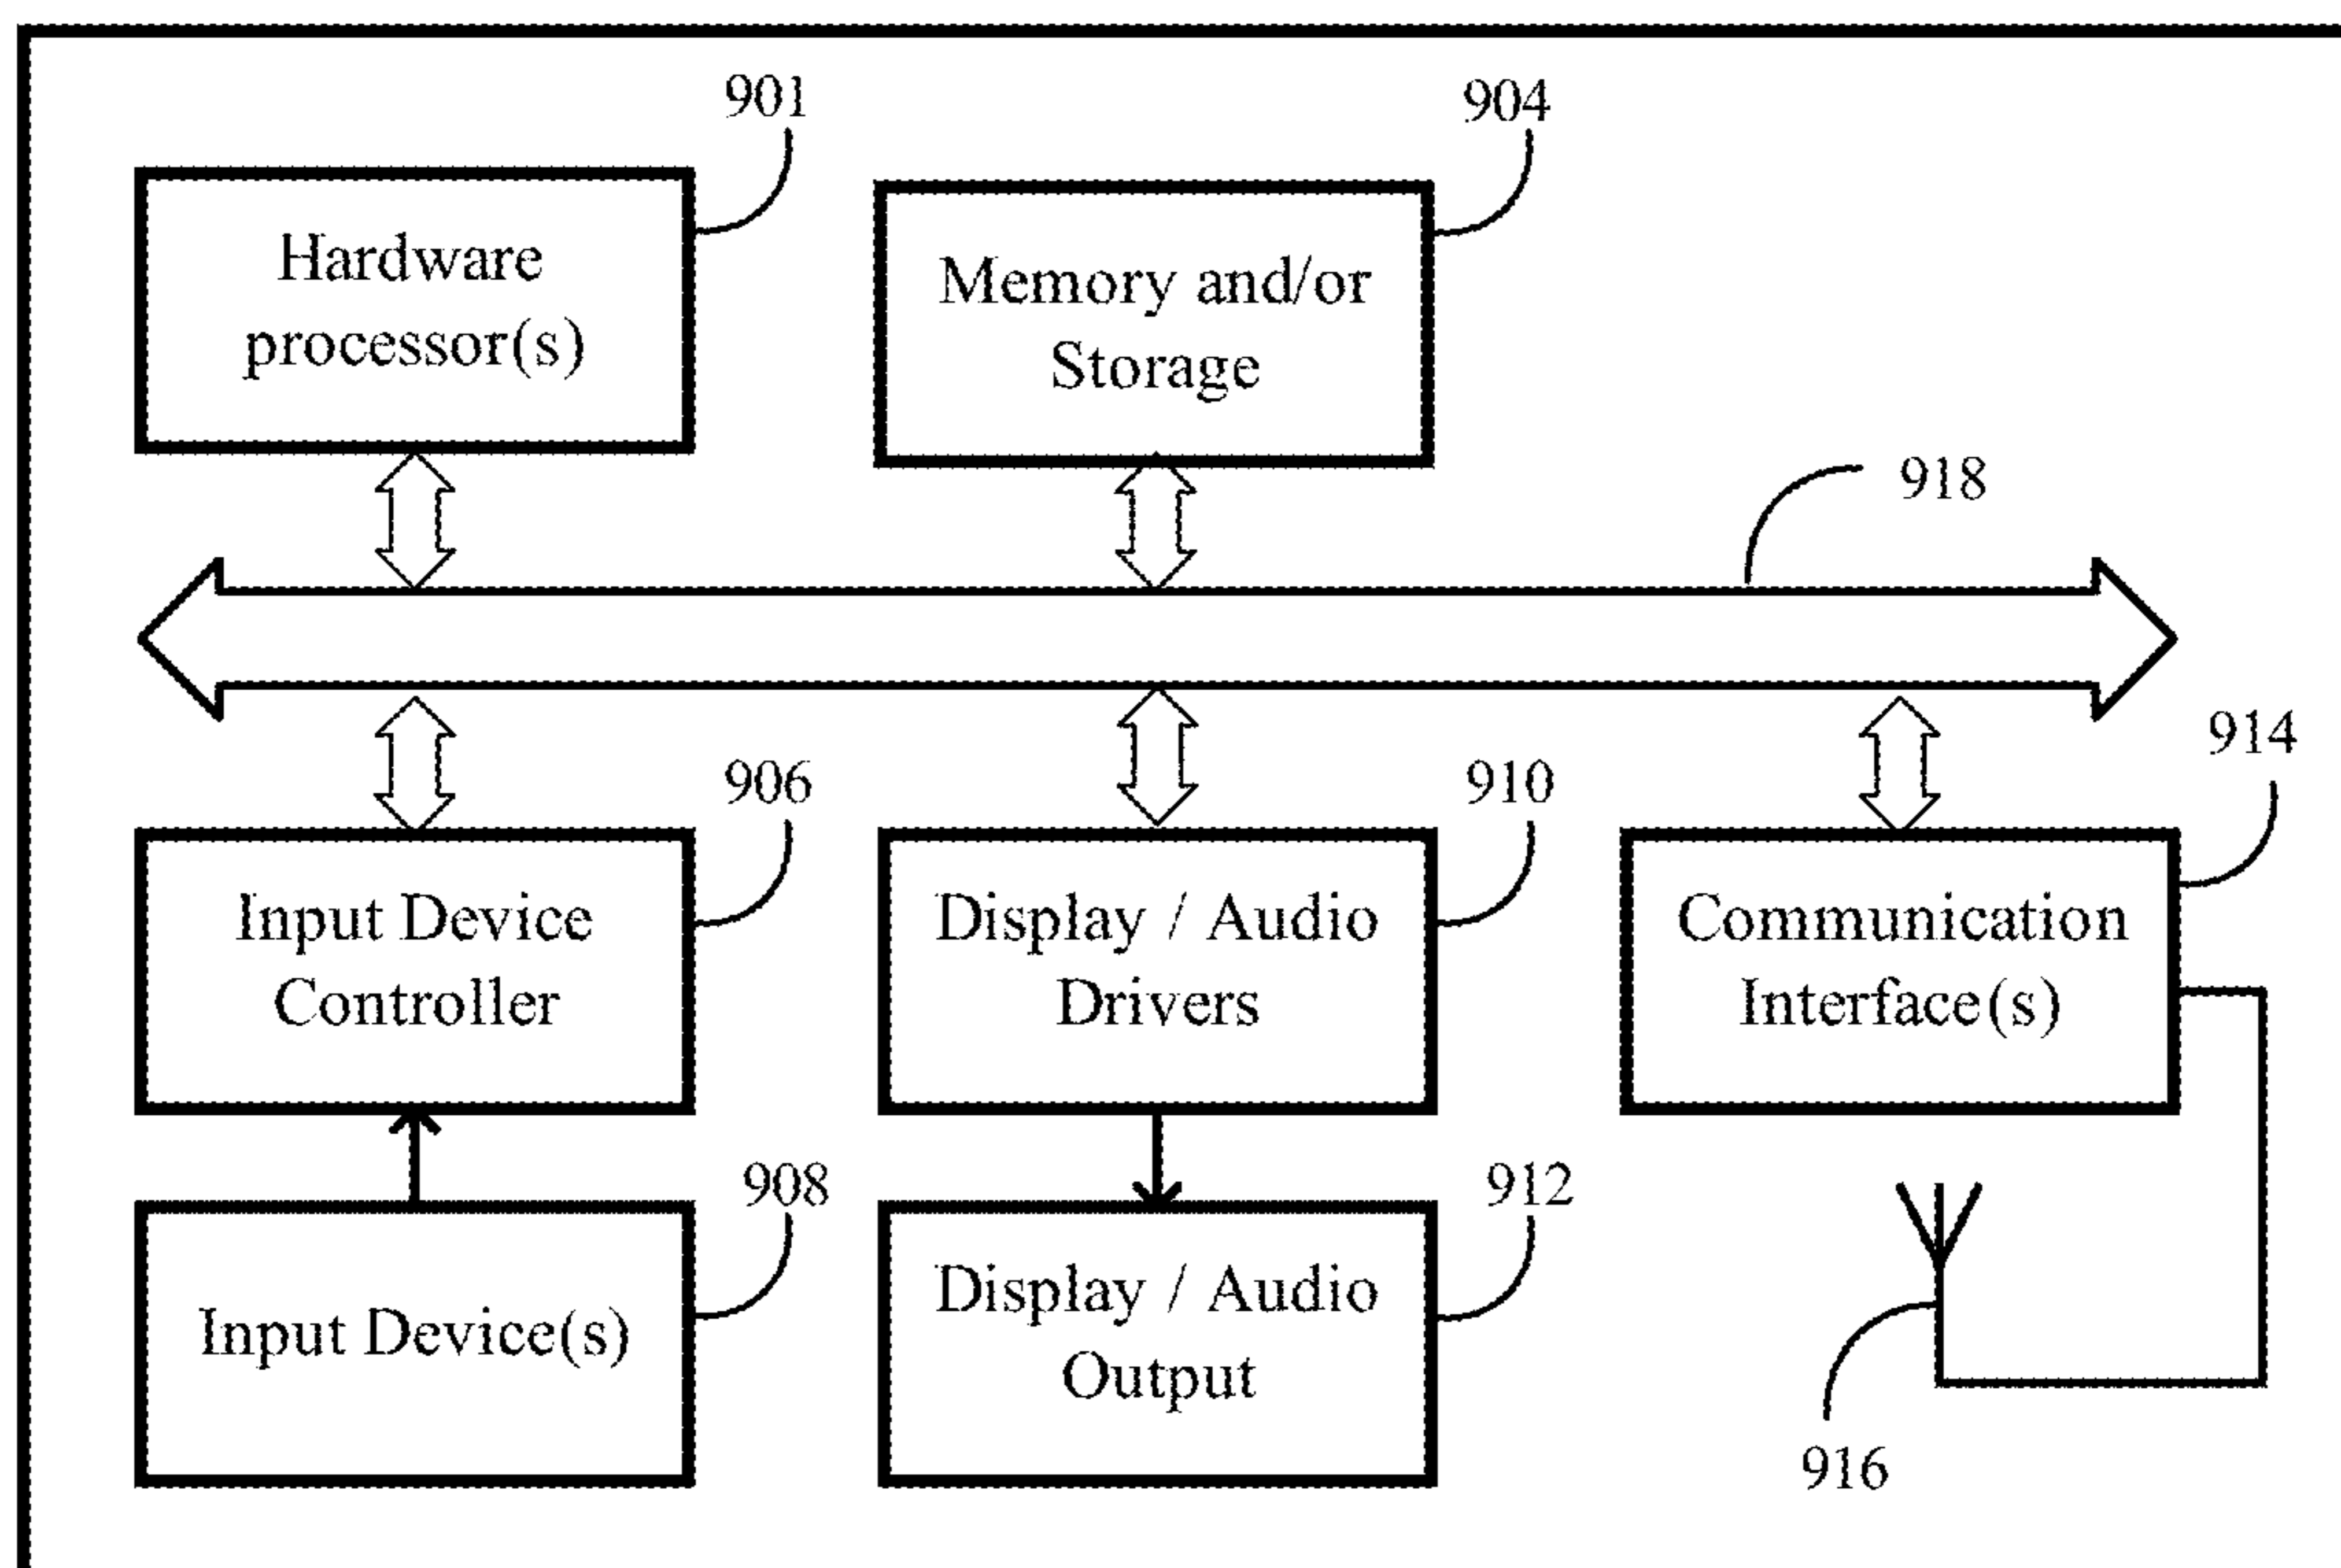 901
904
Hardware
processor(s)
Memory and/or
Storage
918
914
906
910
Input Device
Controller
Display / Audio
Drivers
Communication
Interface(s)
908
912
Input Device(s)
Display / Audio
Output
916